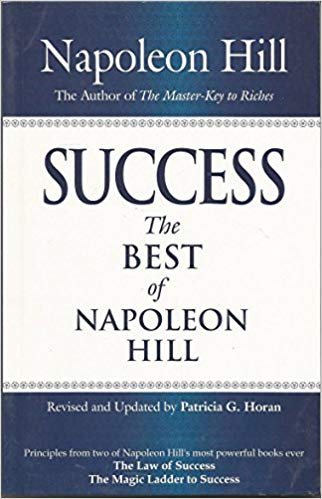 Napoleon Hill
The Author of The Master-Key to Riches
SUCCESS
The
BEST
of
NAPOLEON
HILL
Revised and Updated by Patricia G. Horan
Principles from two of Napoleon Hill's most powerful books ever
The Law of Success
The Magic Ladder to Success